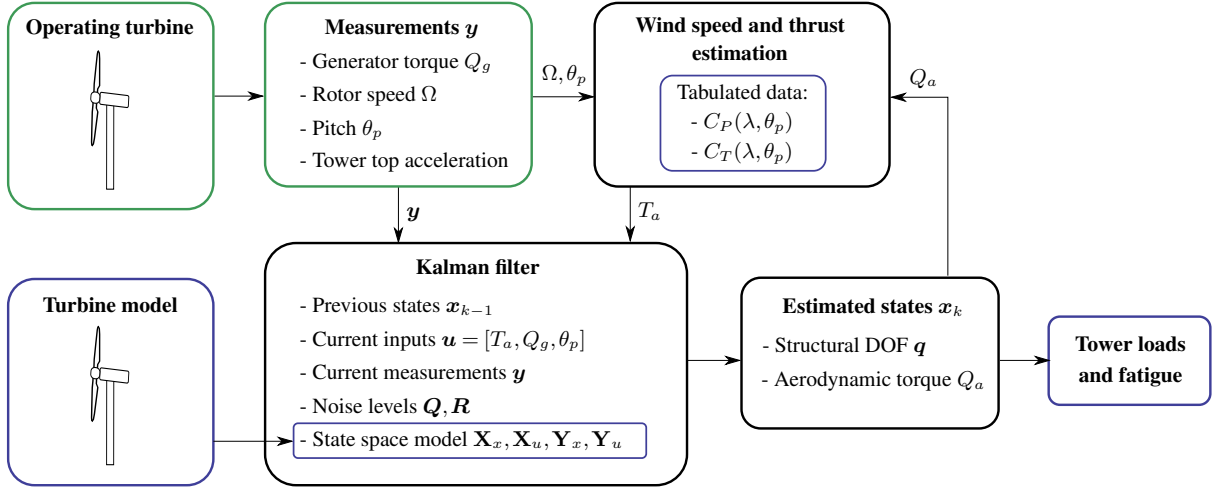 Operating turbine
Measurements y
- Generator torque Q_g
- Rotor speed Ω
- Pitch θ_p
- Tower top acceleration
Ω, θ_p
Wind speed and thrust
estimation
Tabulated data:
- C_P(λ, θ_p)
- C_T(λ, θ_p)
Q_a
y
T_a
Turbine model
Kalman filter
- Previous states x_{k−1}
- Current inputs u = [T_a, Q_g, θ_p]
- Current measurements y
- Noise levels Q, R
- State space model X_x, X_u, Y_x, Y_u
Estimated states x_k
- Structural DOF q
- Aerodynamic torque Q_a
Tower loads
and fatigue